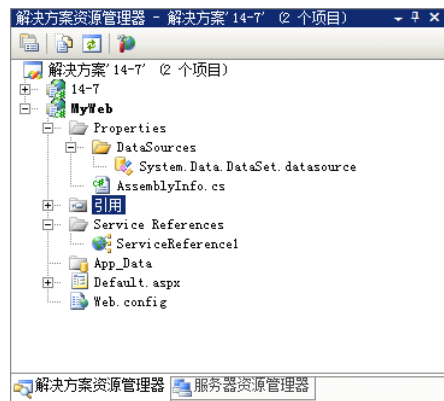 解决方案资源管理器 - 解决方案'14-7' (2 个项目)
解决方案'14-7' (2 个项目)
14-7
MyWeb
Properties
DataSources
System.Data.DataSet.datasource
AssemblyInfo.cs
引用
Service References
ServiceReference1
App_Data
Default.aspx
Web.config
解决方案资源管理器 服务器资源管理器